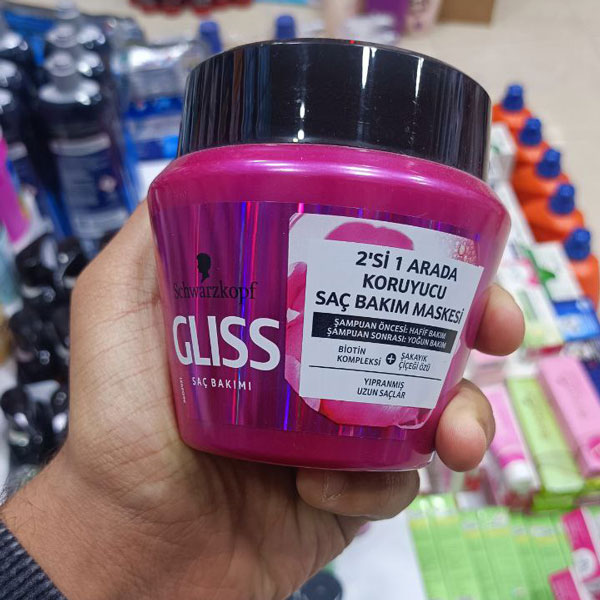 Schwarzkopf
GLISS
SAÇ BAKIMI
2'Sİ 1 ARADA
KORUYUCU
SAÇ BAKIM MASKESİ
ŞAMPUAN ÖNCESİ: HAFİF BAKIM
ŞAMPUAN SONRASI: YOĞUN BAKIM
BİOTİN
KOMPLEKSİ + ŞAKAYIK
ÇİÇEĞİ ÖZÜ
YIPRANMIŞ
UZUN SAÇLAR